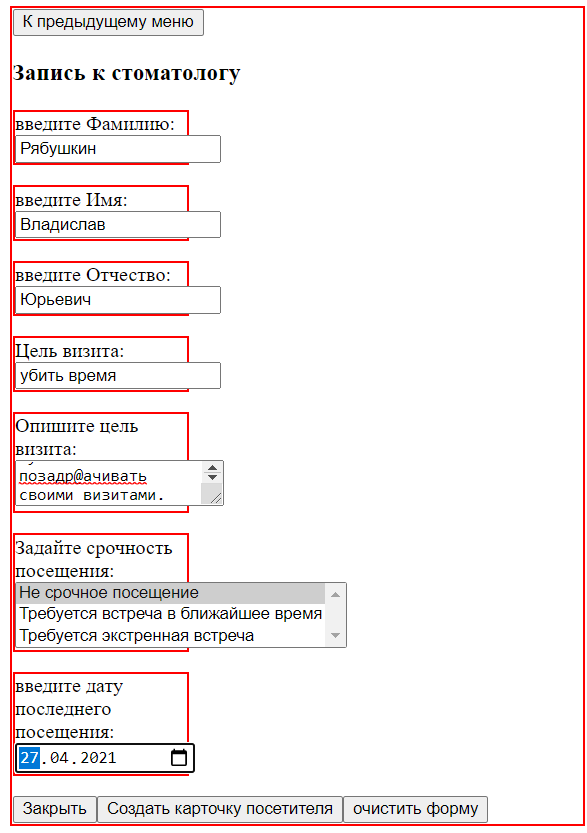 К предыдущему меню
Запись к стоматологу
введите Фамилию:
Рябушкин
введите Имя:
Владислав
введите Отчество:
Юрьевич
Цель визита:
убить время
Опишите цель
визита:
позадр@ачивать
своими визитами.
Задайте срочность
посещения:
Не срочное посещение
Требуется встреча в ближайшее время
Требуется экстренная встреча
введите дату
последнего
посещения:
27.04.2021
Закрыть Создать карточку посетителя очистить форму